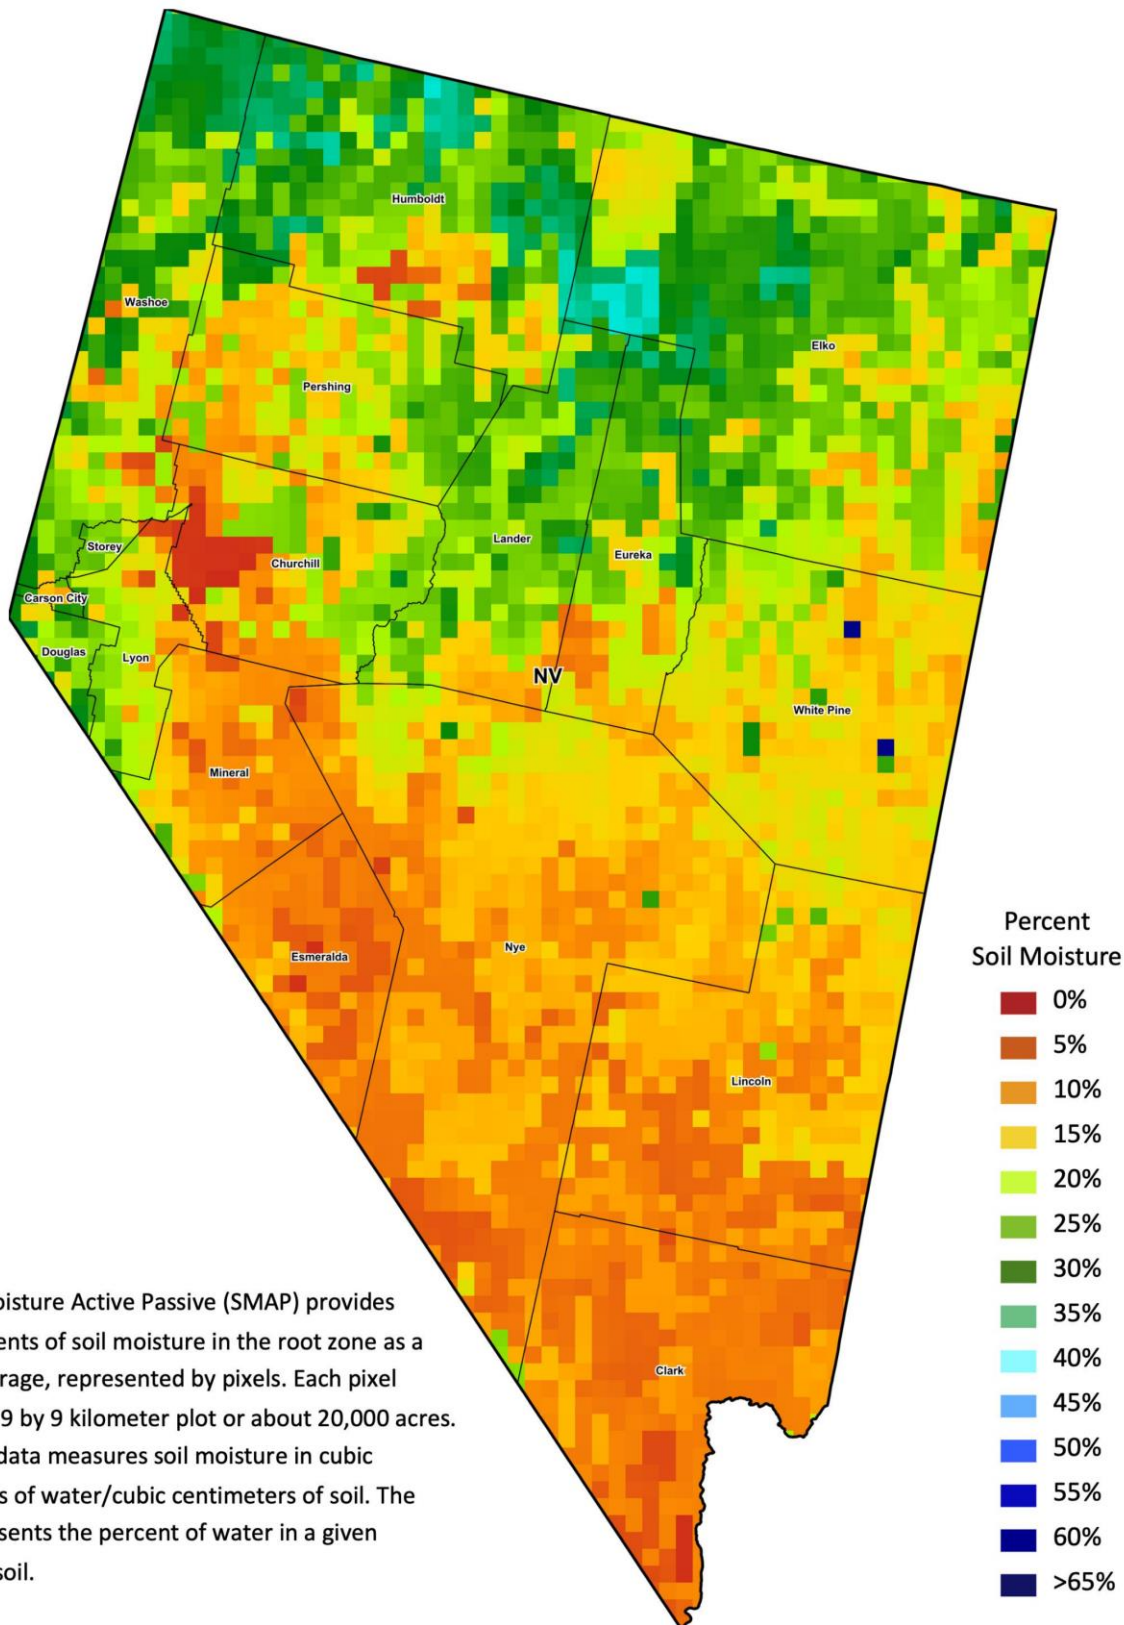 Humboldt
Washoe
Elko
Pershing
Storey
Lander
Eureka
Churchill
Carson City
Douglas
Lyon
NV
White Pine
Mineral
Nye
Esmeralda
Lincoln
Clark
Percent
Soil Moisture
0%
5%
10%
15%
20%
25%
30%
35%
40%
45%
50%
55%
60%
>65%
Active Passive (SMAP) provides
of soil moisture in the root zone as a
represented by pixels. Each pixel
9 by 9 kilometer plot or about 20,000 acres.
data measures soil moisture in cubic
of water/cubic centimeters of soil. The
the percent of water in a given
soil.